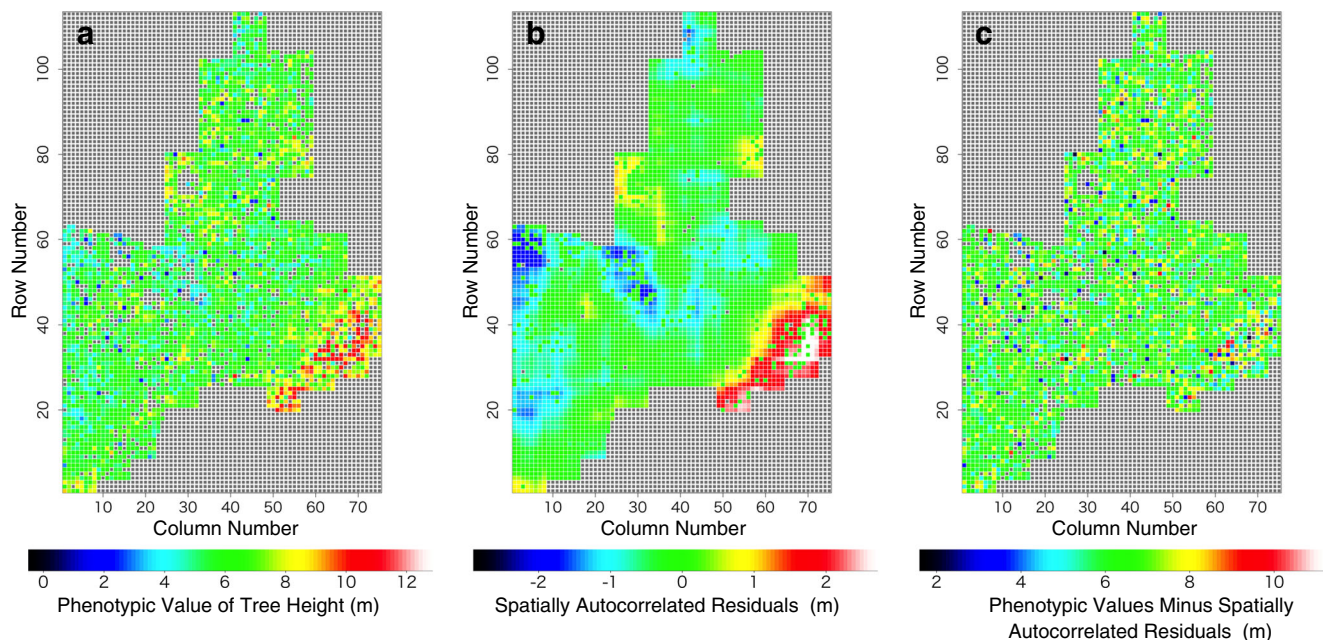 a
b
c
100
80
60
40
20
Row Number
10 20 30 40 50 60 70
Column Number
100
80
60
40
20
Row Number
10 20 30 40 50 60 70
Column Number
100
80
60
40
20
Row Number
10 20 30 40 50 60 70
Column Number
0 2 4 6 8 10 12
Phenotypic Value of Tree Height (m)
-2 -1 0 1 2
Spatially Autocorrelated Residuals (m)
2 4 6 8 10
Phenotypic Values Minus Spatially
Autocorrelated Residuals (m)